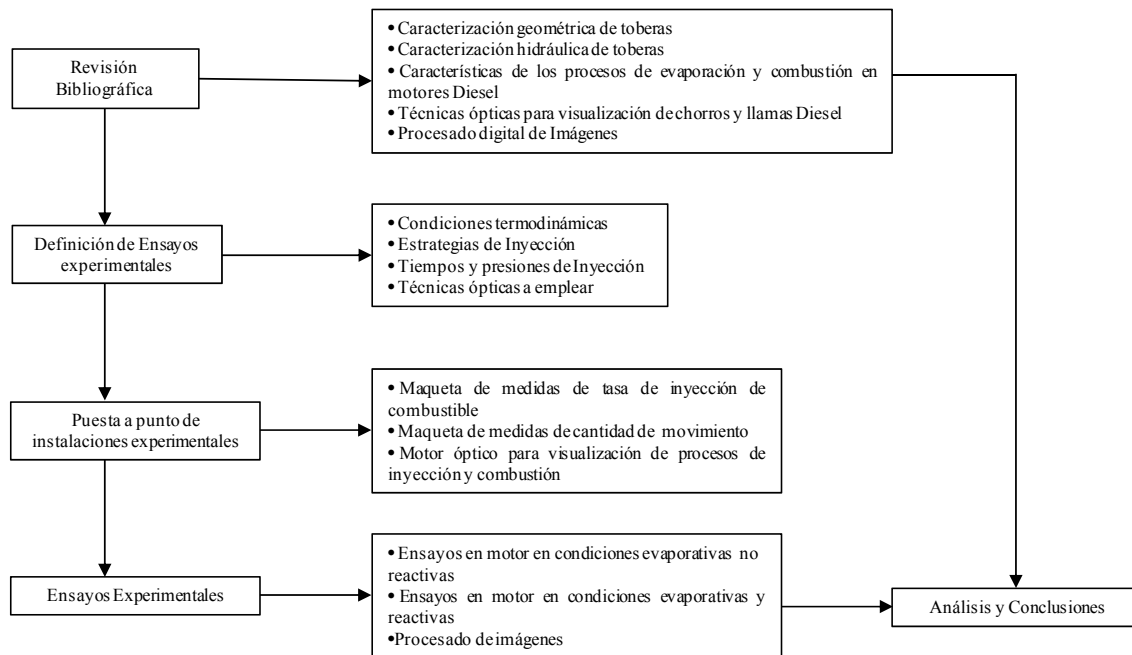 Revisión
Bibliográfica
• Caracterización geométrica de toberas
• Caracterización hidráulica de toberas
• Características de los procesos de evaporación y combustión en
motores Diesel
• Técnicas ópticas para visualización de chorros y llamas Diesel
• Procesado digital de Imágenes
Definición de Ensayos
experimentales
• Condiciones termodinámicas
• Estrategias de Inyección
• Tiempos y presiones de Inyección
• Técnicas ópticas a emplear
Puesta a punto de
instalaciones experimentales
• Maqueta de medidas de tasa de inyección de
combustible
• Maqueta de medidas de cantidad de movimiento
• Motor óptico para visualización de procesos de
inyección y combustión
Ensayos Experimentales
• Ensayos en motor en condiciones evaporativas no
reactivas
• Ensayos en motor en condiciones evaporativas y
reactivas
•Procesado de imágenes
Análisis y Conclusiones